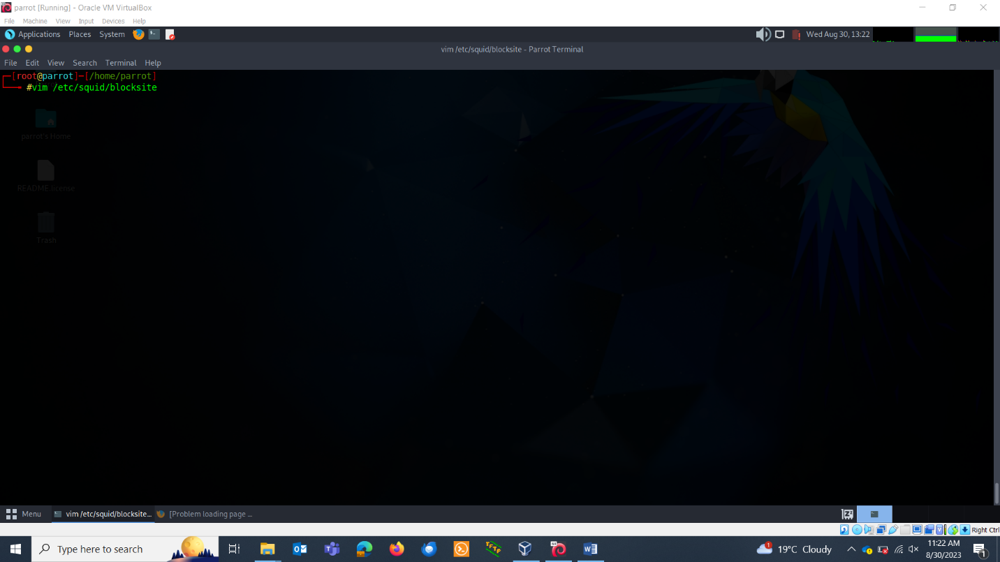 parrot [Running] - Oracle VM VirtualBox
File Machine View Input Devices Help
Applications Places System Wed Aug 30, 13:22
vim /etc/squid/blocksite - Parrot Terminal
File Edit View Search Terminal Help
[root@parrot]-[/home/parrot]
#vim /etc/squid/blocksite
parrot's Home
README.license
Trash
Menu vim /etc/squid/blocksite... [Problem loading page ...
Right Ctrl
Type here to search
TFTP
1
19°C Cloudy
11:22 AM
8/30/2023
1